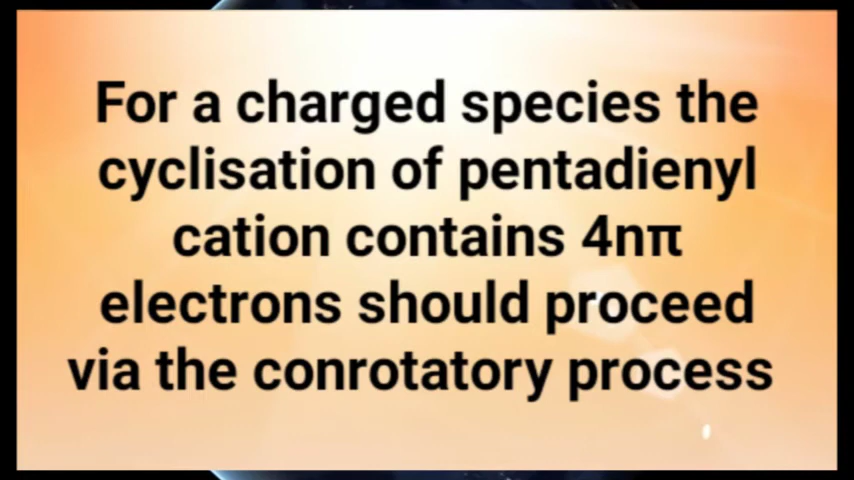 For a charged species the
cyclisation of pentadienyl
cation contains 4nπ
electrons should proceed
via the conrotatory process